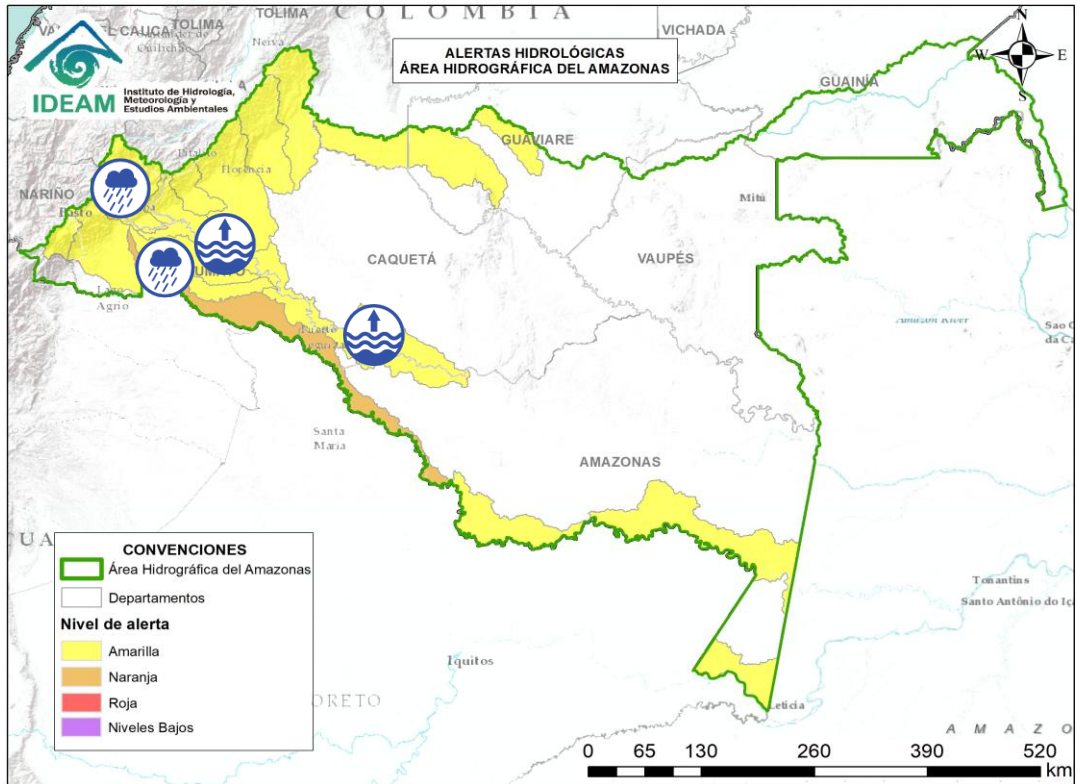 COLOMBIA
TOLIMA
TOLIMA
CAUCA
Neiva
VICHADA
ALERTAS HIDROLÓGICAS
ÁREA HIDROGRÁFICA DEL AMAZONAS
N
W
E
S
IDEAM
Instituto de Hidrología,
Meteorología y
Estudios Ambientales
GUAINÍA
GUAVIARE
Florencia
NARIÑO
Mitú
CAQUETÁ
VAUPÉS
Agrio
Amazon River
Puerto
Santa
Maria
AMAZONAS
CONVENCIONES
Área Hidrográfica del Amazonas
Departamentos
Nivel de alerta
Amarilla
Naranja
Roja
Niveles Bajos
Tonantins
Santo Antônio do Iça
Iquitos
Leticia
0 65 130 260 390 520
km